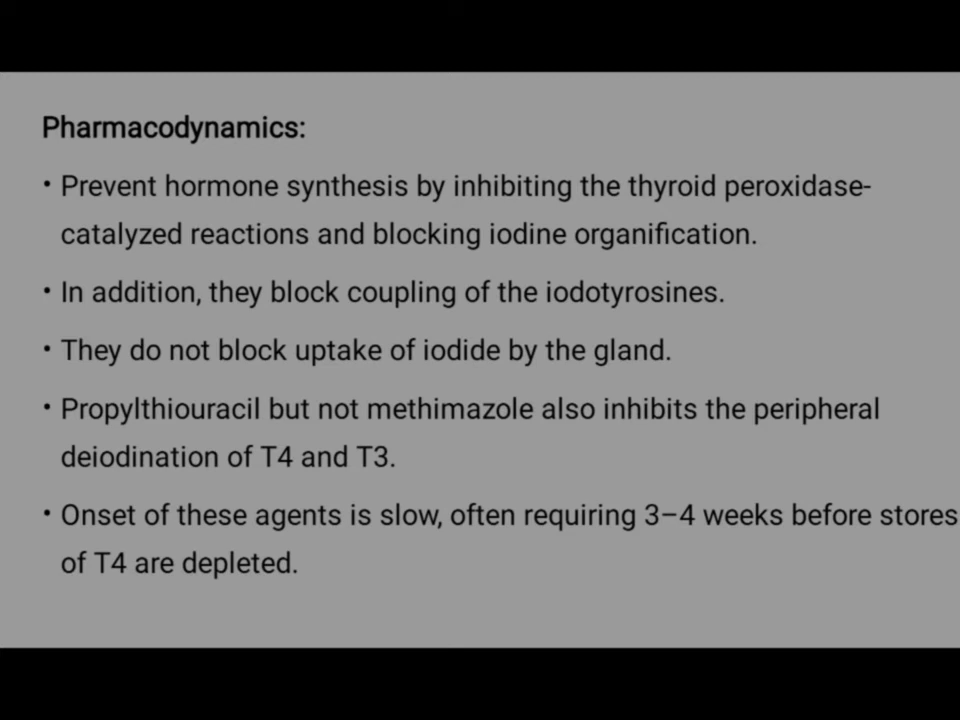 Pharmacodynamics:
• Prevent hormone synthesis by inhibiting the thyroid peroxidase-
catalyzed reactions and blocking iodine organification.
• In addition, they block coupling of the iodotyrosines.
• They do not block uptake of iodide by the gland.
• Propylthiouracil but not methimazole also inhibits the peripheral
deiodination of T4 and T3.
• Onset of these agents is slow, often requiring 3–4 weeks before stores
of T4 are depleted.